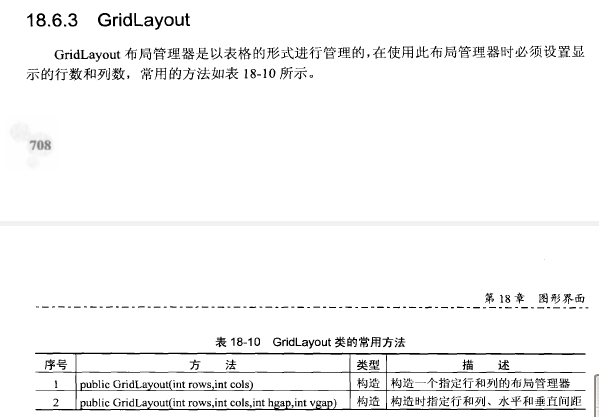 18.6.3 GridLayout
GridLayout 布局管理器是以表格的形式进行管理的，在使用此布局管理器时必须设置显
示的行数和列数，常用的方法如表 18-10 所示。
708
第 18 章 图形界面
表 18-10 GridLayout 类的常用方法
序号 方 法 类型 描 述
1 public GridLayout(int rows,int cols) 构造 构造一个指定行和列的布局管理器
2 public GridLayout(int rows,int cols,int hgap,int vgap) 构造 构造时指定行和列、水平和垂直间距